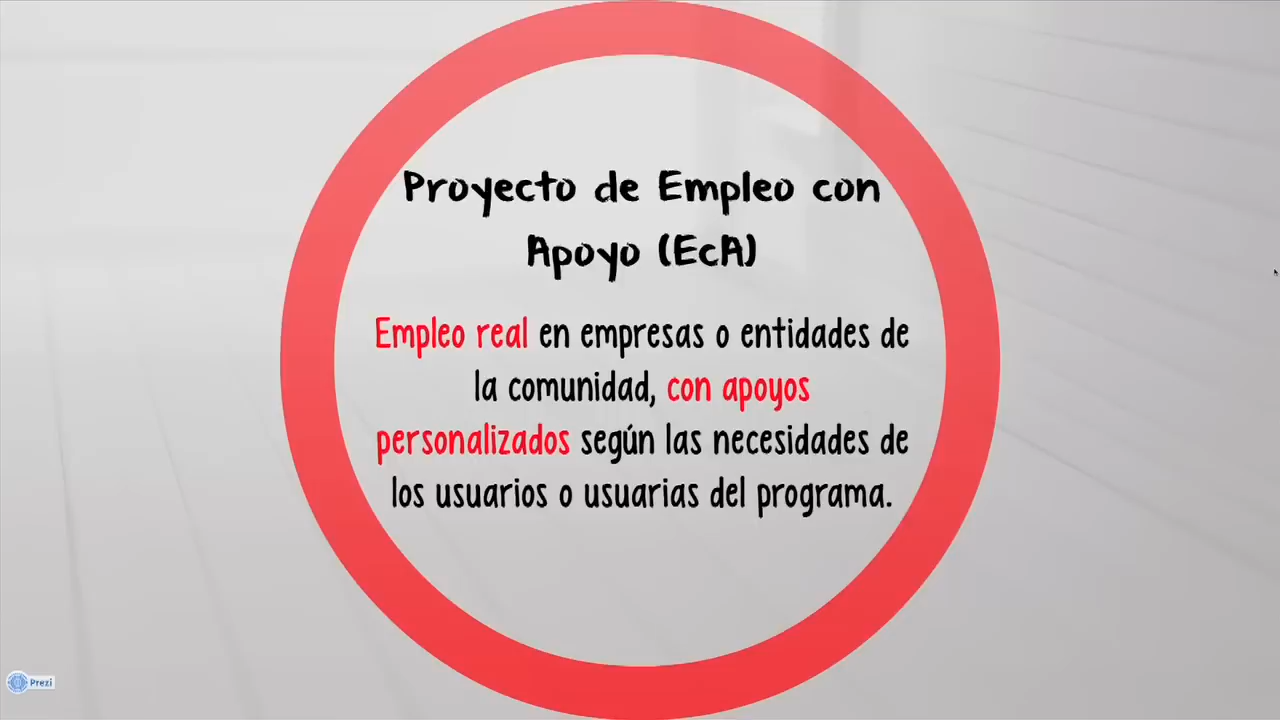 Proyecto de Empleo con
Apoyo (EcA)
Empleo real en empresas o entidades de
la comunidad, con apoyos
personalizados según las necesidades de
los usuarios o usuarias del programa.
Prezi